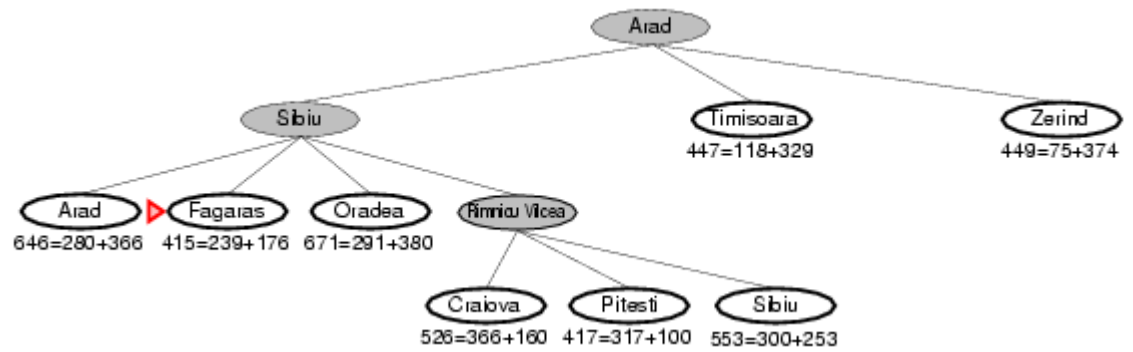 Arad
Sibiu Timisoara Zerind
447=118+329 449=75+374
Arad Fagaras Oradea Rimnicu Vilcea
646=280+366 415=239+176 671=291+380
Craiova Pitesti Sibiu
526=366+160 417=317+100 553=300+253